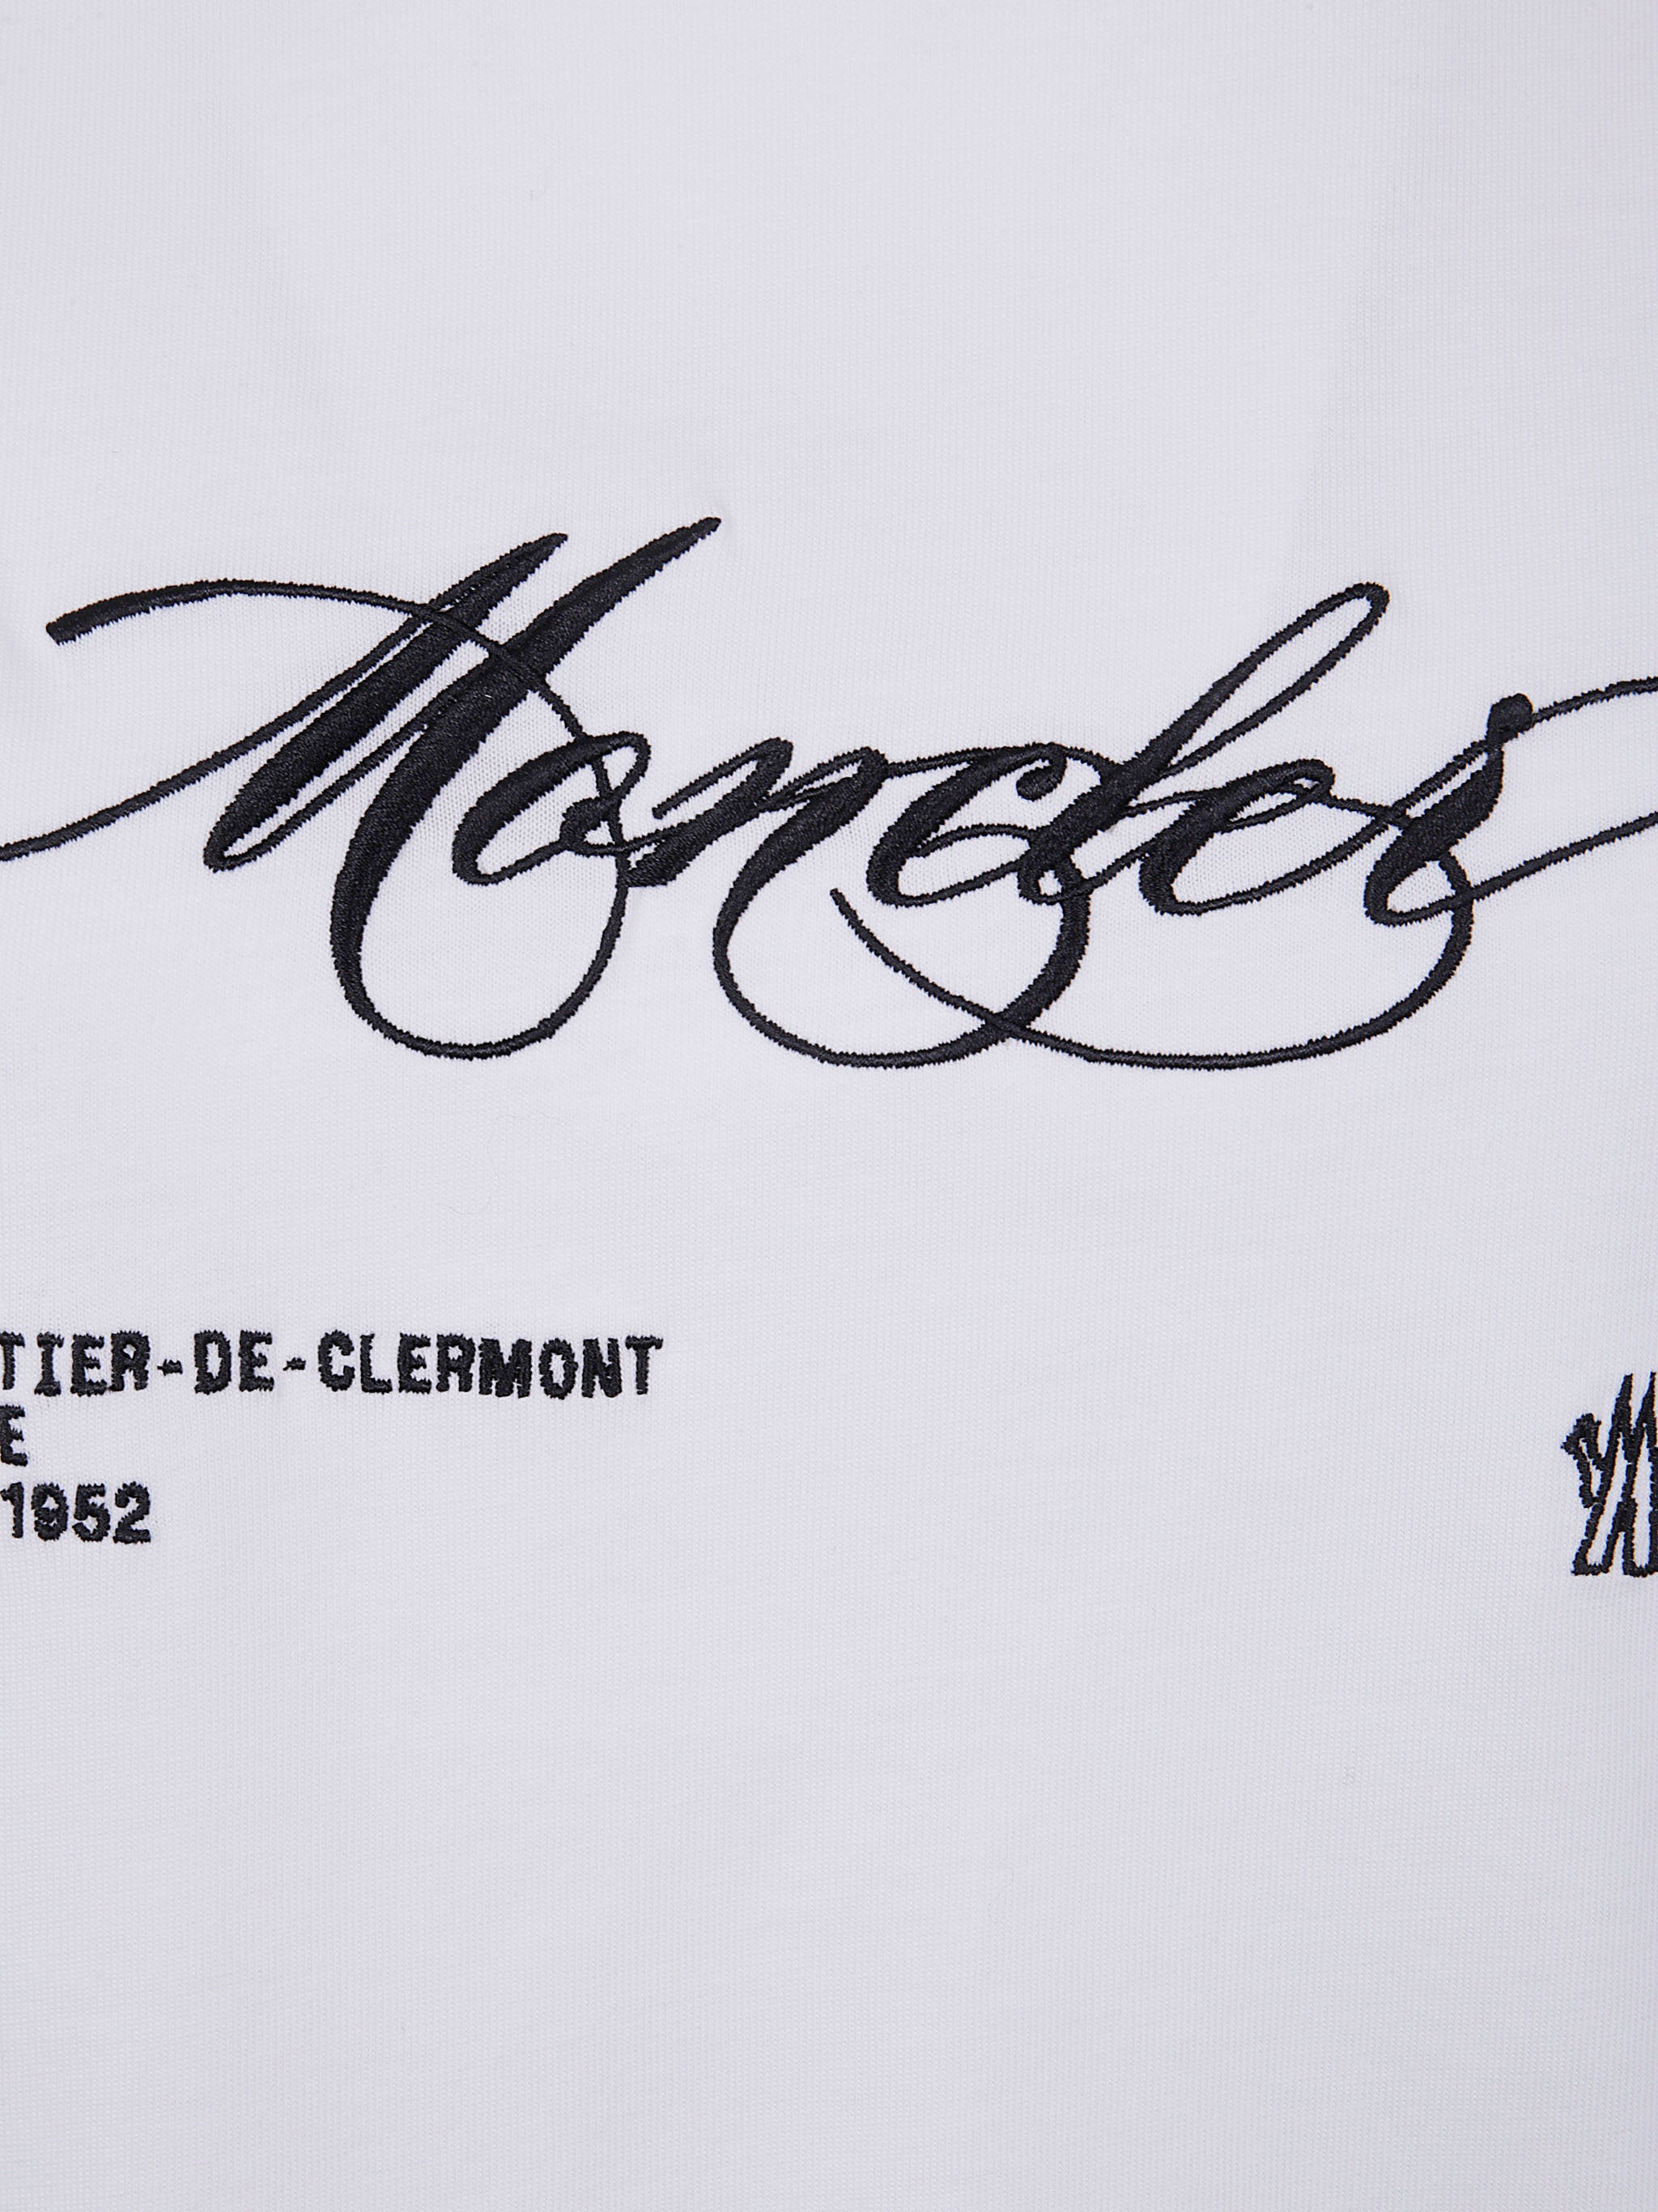 Moncler
TIER-DE-CLERMONT
E
1952